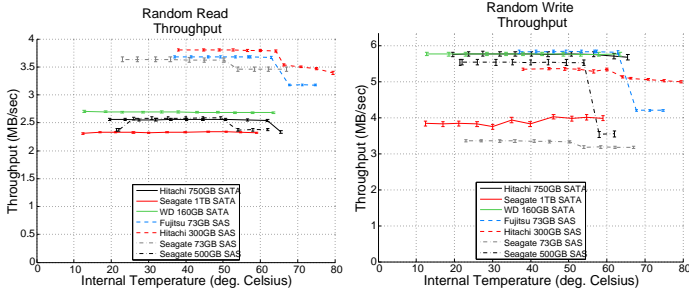 Random Read
Throughput
Throughput (MB/sec)
4
3.5
3
2.5
2
1.5
1
0.5
0
0 10 20 30 40 50 60 70 80
Internal Temperature (deg. Celsius)
Hitachi 750GB SATA
Seagate 1TB SATA
WD 160GB SATA
Fujitsu 73GB SAS
Hitachi 300GB SAS
Seagate 73GB SAS
Seagate 500GB SAS
Random Write
Throughput
Throughput (MB/sec)
6
5
4
3
2
1
0
0 10 20 30 40 50 60 70 80
Internal Temperature (deg. Celsius)
Hitachi 750GB SATA
Seagate 1TB SATA
WD 160GB SATA
Fujitsu 73GB SAS
Hitachi 300GB SAS
Seagate 73GB SAS
Seagate 500GB SAS